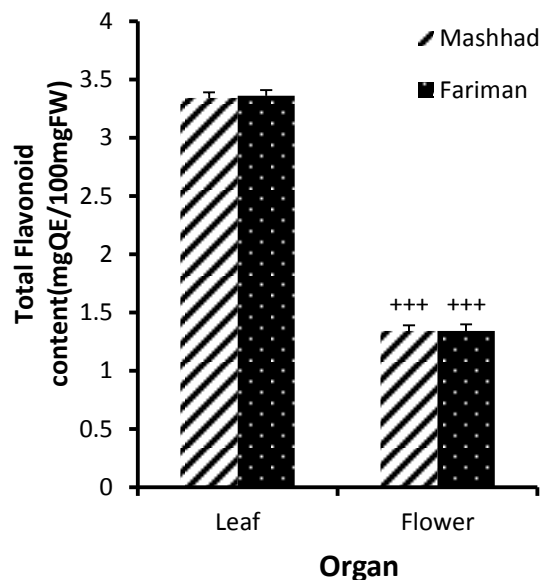 Total Flavonoid
content(mgQE/100mgFW)
4
3.5
3
2.5
2
1.5
1
0.5
0
Mashhad
Fariman
+++ +++
Leaf Flower
Organ